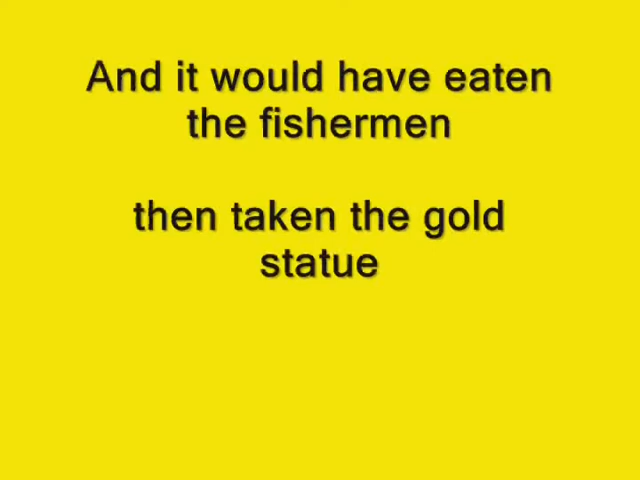 And it would have eaten
the fishermen
then taken the gold
statue